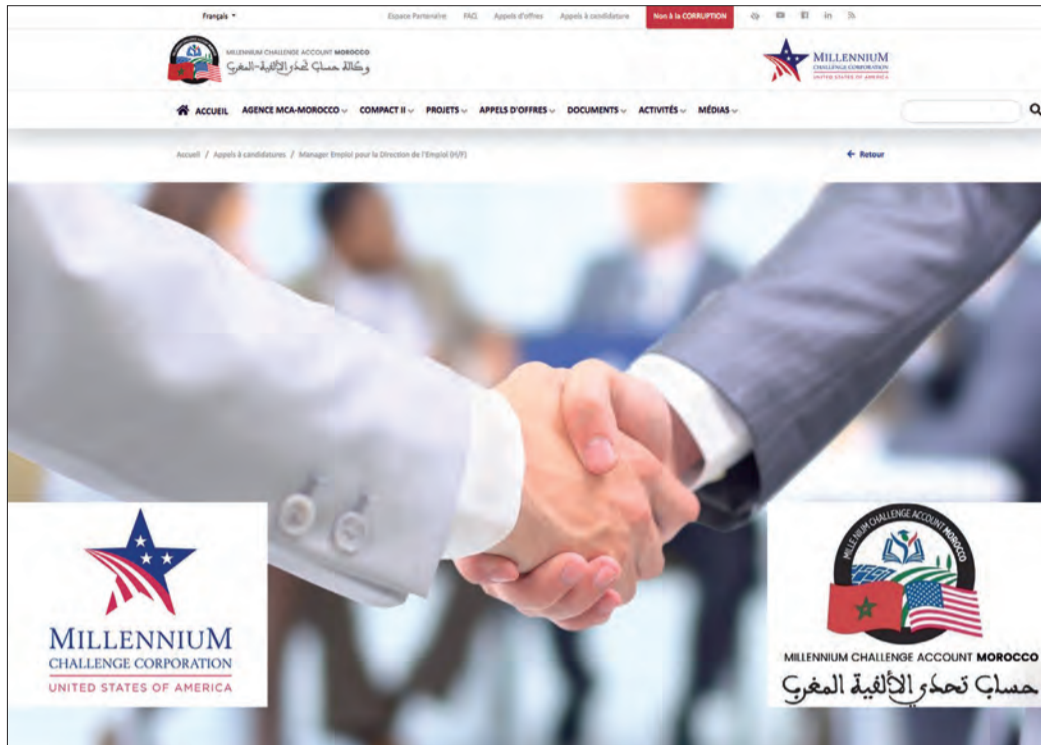 Français
Espace Partenaire FAQ Appels d'offres Appels à candidature Non à la CORRUPTION
MILLENNIUM CHALLENGE ACCOUNT MOROCCO
وكالة حساب تحدي الألفية-المغرب
MILLENNIUM
CHALLENGE CORPORATION
UNITED STATES OF AMERICA
ACCUEIL AGENCE MCA-MOROCCO COMPACT II PROJETS APPELS D'OFFRES DOCUMENTS ACTIVITÉS MÉDIAS
Accueil / Appels à candidatures / Manager Emploi pour la Direction de l'Emploi (H/F)
Retour
MILLENNIUM
CHALLENGE CORPORATION
UNITED STATES OF AMERICA
MILLENNIUM CHALLENGE ACCOUNT MOROCCO
MILLENNIUM CHALLENGE ACCOUNT MOROCCO
حساب تحدي الألفية المغرب